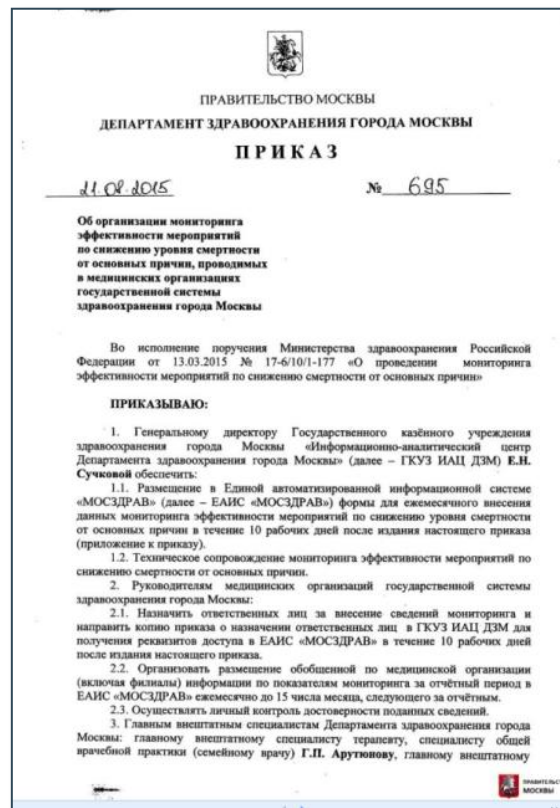 ПРАВИТЕЛЬСТВО МОСКВЫ
ДЕПАРТАМЕНТ ЗДРАВООХРАНЕНИЯ ГОРОДА МОСКВЫ
ПРИКАЗ
21.08.2015 № 695
Об организации мониторинга
эффективности мероприятий
по снижению уровня смертности
от основных причин, проводимых
в медицинских организациях
государственной системы
здравоохранения города Москвы
Во исполнение поручения Министерства здравоохранения Российской
Федерации от 13.03.2015 № 17-6/10/1-177 «О проведении мониторинга
эффективности мероприятий по снижению смертности от основных причин»
ПРИКАЗЫВАЮ:
1. Генеральному директору Государственного казённого учреждения
здравоохранения города Москвы «Информационно-аналитический центр
Департамента здравоохранения города Москвы» (далее – ГКУЗ ИАЦ ДЗМ) Е.Н.
Сучковой обеспечить:
1.1. Размещение в Единой автоматизированной информационной системе
«МОСЗДРАВ» (далее – ЕАИС «МОСЗДРАВ») формы для ежемесячного внесения
данных мониторинга эффективности мероприятий по снижению уровня смертности
от основных причин в течение 10 рабочих дней после издания настоящего приказа
(приложение к приказу).
1.2. Техническое сопровождение мониторинга эффективности мероприятий по
снижению смертности от основных причин.
2. Руководителям медицинских организаций государственной системы
здравоохранения города Москвы:
2.1. Назначить ответственных лиц за внесение сведений мониторинга и
направить копию приказа о назначении ответственных лиц в ГКУЗ ИАЦ ДЗМ для
получения реквизитов доступа в ЕАИС «МОСЗДРАВ» в течение 10 рабочих дней
после издания настоящего приказа.
2.2. Организовать размещение обобщенной по медицинской организации
(включая филиалы) информации по показателям мониторинга за отчётный период в
ЕАИС «МОСЗДРАВ» ежемесячно до 15 числа месяца, следующего за отчётным.
2.3. Осуществлять личный контроль достоверности поданных сведений.
3. Главным внештатным специалистам Департамента здравоохранения города
Москвы: главному внештатному специалисту терапевту, специалисту общей
врачебной практики (семейному врачу) Г.П. Арутюнову, главному внештатному
МОСКВЫ